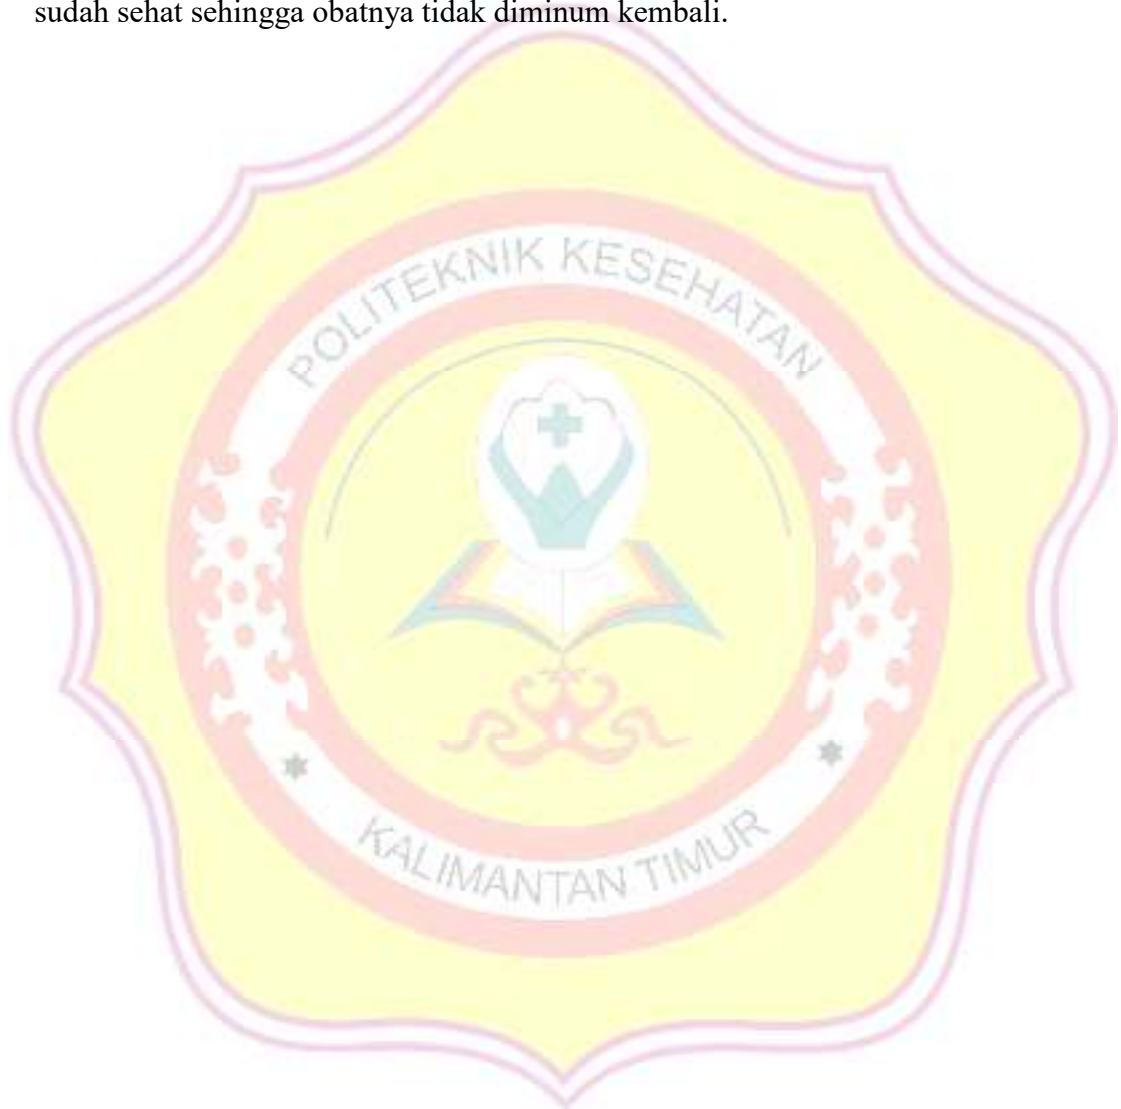 sudah sehat sehingga obatnya tidak diminum kembali.
POLITEKNIK KESEHATAN
KALIMANTAN TIMUR